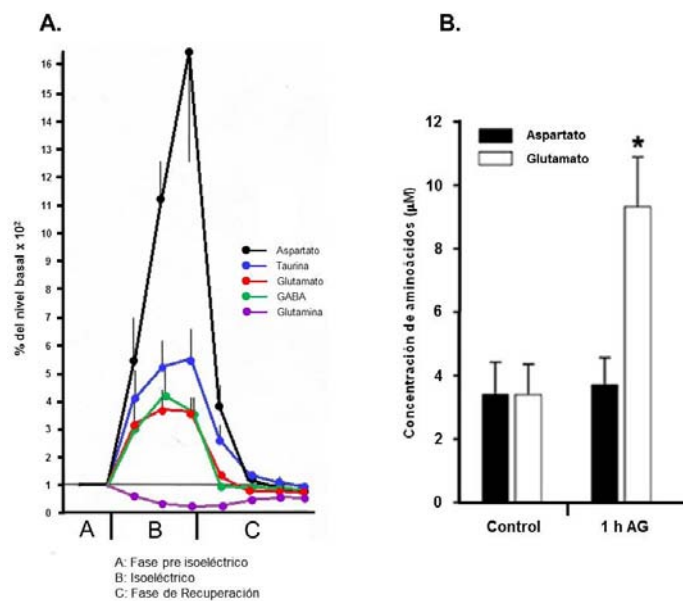 A.
% del nivel basal x 10²
16
15
14
13
12
11
10
9
8
7
6
5
4
3
2
1
0
Aspartato
Taurina
Glutamato
GABA
Glutamina
A B C
A: Fase pre isoeléctrico
B: Isoeléctrico
C: Fase de Recuperación
B.
Concentración de aminoácidos (µM)
12
10
8
6
4
2
0
Aspartato
Glutamato
*
Control 1 h AG